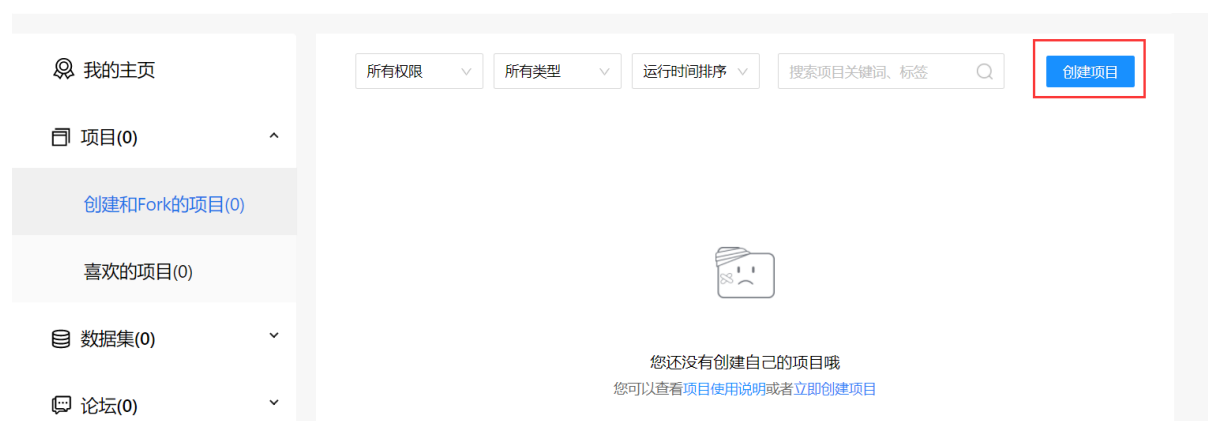 我的主页
项目(0)
创建和Fork的项目(0)
喜欢的项目(0)
数据集(0)
论坛(0)
所有权限 所有类型 运行时间排序 搜索项目关键词、标签 创建项目
您还没有创建自己的项目哦
您可以查看项目使用说明或者立即创建项目